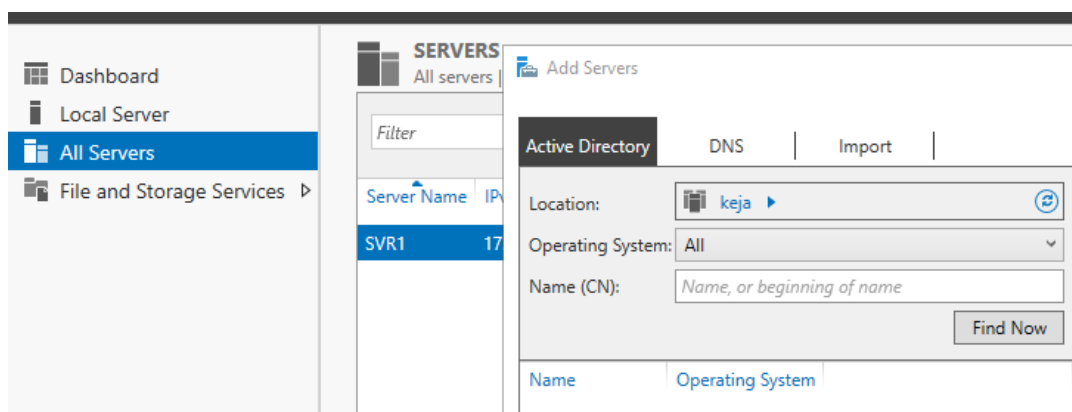 Dashboard
Local Server
All Servers
File and Storage Services
SERVERS
All servers |
Filter
Server Name
SVR1 17
Add Servers
Active Directory DNS Import
Location: keja
Operating System: All
Name (CN): Name, or beginning of name
Find Now
Name Operating System